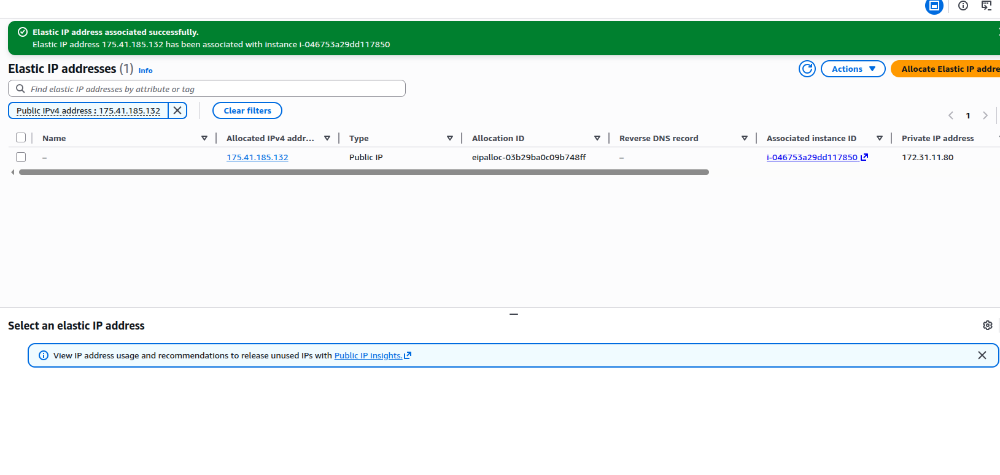 Elastic IP address associated successfully.
Elastic IP address 175.41.185.132 has been associated with instance i-046753a29dd117850
Elastic IP addresses (1) Info
Actions
Allocate Elastic IP addre
Find elastic IP addresses by attribute or tag
Public IPv4 address : 175.41.185.132
Clear filters
1
Name Allocated IPv4 addr... Type Allocation ID Reverse DNS record Associated instance ID Private IP address
– 175.41.185.132 Public IP eipalloc-03b29ba0c09b748ff – i-046753a29dd117850 172.31.11.80
Select an elastic IP address
View IP address usage and recommendations to release unused IPs with Public IP insights.